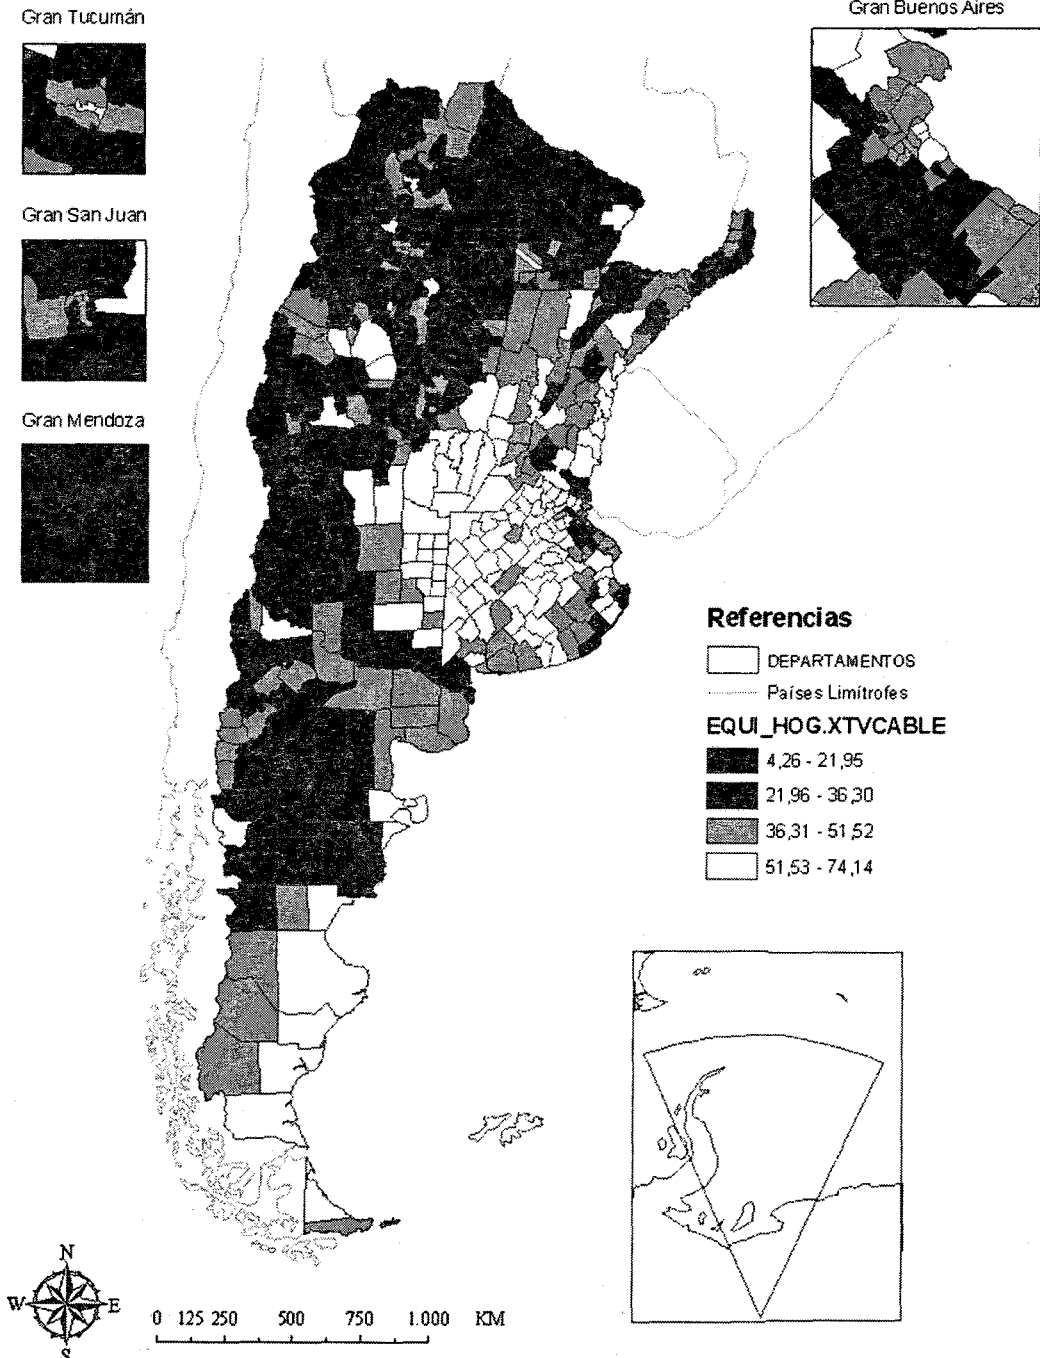 Gran Tucumán
Gran Buenos Aires
Gran San Juan
Gran Mendoza
Referencias
DEPARTAMENTOS
Países Limítrofes
EQUI_HOG.XTVCABLE
4,26 - 21,95
21,96 - 36,30
36,31 - 51,52
51,53 - 74,14
N
W E
S
0 125 250 500 750 1.000 KM